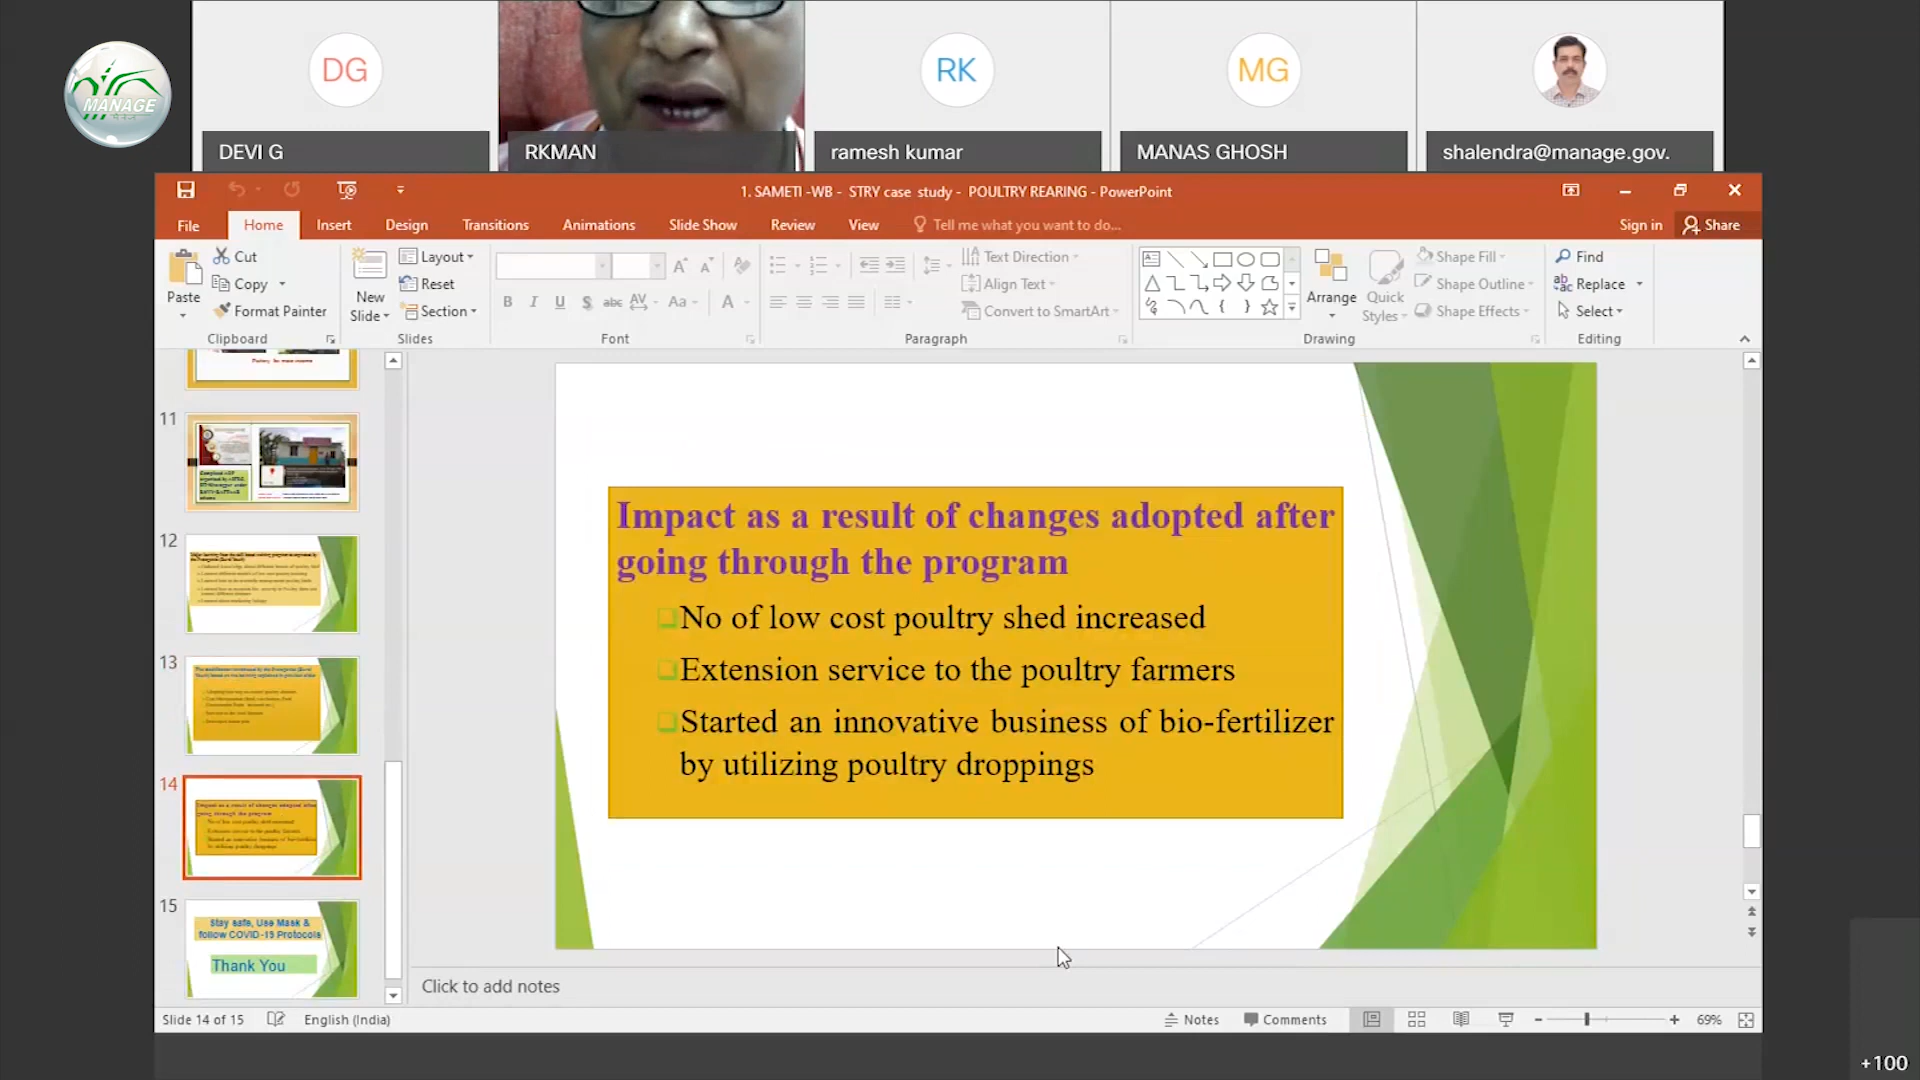 MANAGE
DG
RK
MG
DEVI G
RKMAN
ramesh kumar
MANAS GHOSH
shalendra@manage.gov.
1. SAMETI -WB - STRY case study - POULTRY REARING - PowerPoint
File
Home
Insert
Design
Transitions
Animations
Slide Show
Review
View
Tell me what you want to do...
Sign in
Share
Paste
Cut
Copy
Format Painter
Clipboard
New Slide
Layout
Reset
Section
Slides
B I U S abc AV Aa A
Font
Text Direction
Align Text
Convert to SmartArt
Paragraph
Arrange
Quick Styles
Shape Fill
Shape Outline
Shape Effects
Drawing
Find
Replace
Select
Editing
11
12
13
14
15
Stay safe, Use Mask &
follow COVID -19 Protocols
Thank You
Impact as a result of changes adopted after
going through the program
No of low cost poultry shed increased
Extension service to the poultry farmers
Started an innovative business of bio-fertilizer
by utilizing poultry droppings
Click to add notes
Slide 14 of 15
English (India)
Notes
Comments
69%
+100